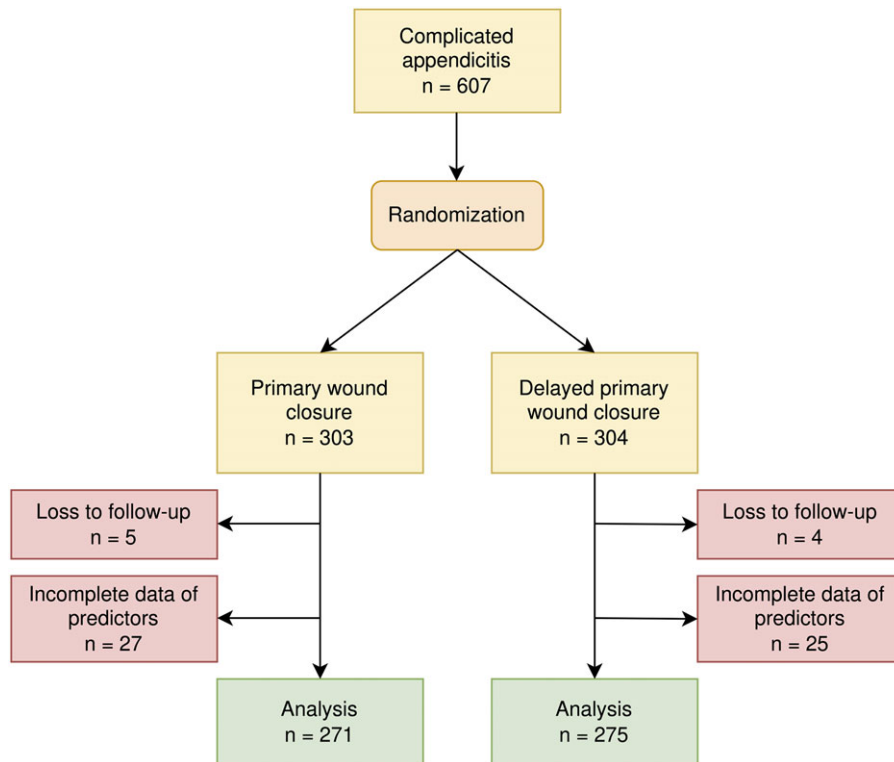 Complicated
appendicitis
n = 607
Randomization
Primary wound
closure
n = 303
Delayed primary
wound closure
n = 304
Loss to follow-up
n = 5
Loss to follow-up
n = 4
Incomplete data of
predictors
n = 27
Incomplete data of
predictors
n = 25
Analysis
n = 271
Analysis
n = 275